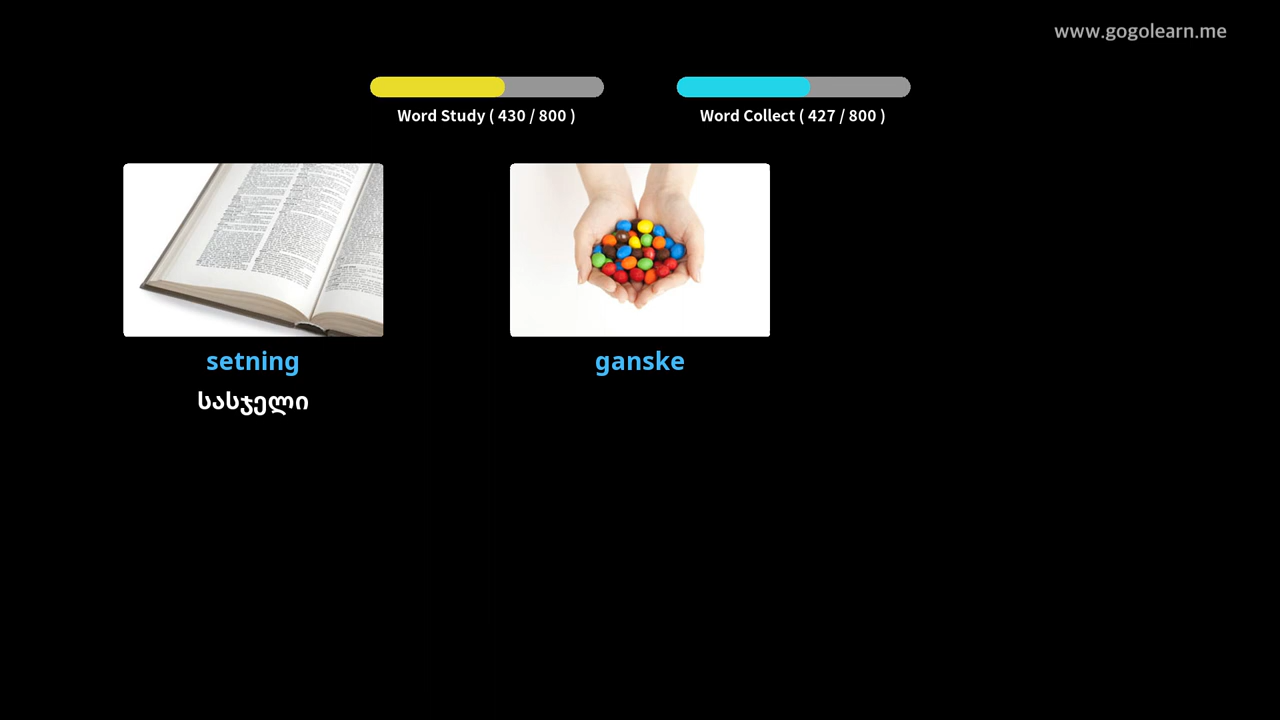 www.gogolearn.me
Word Study ( 430 / 800 )
Word Collect ( 427 / 800 )
setning
ganske
სასჯელი